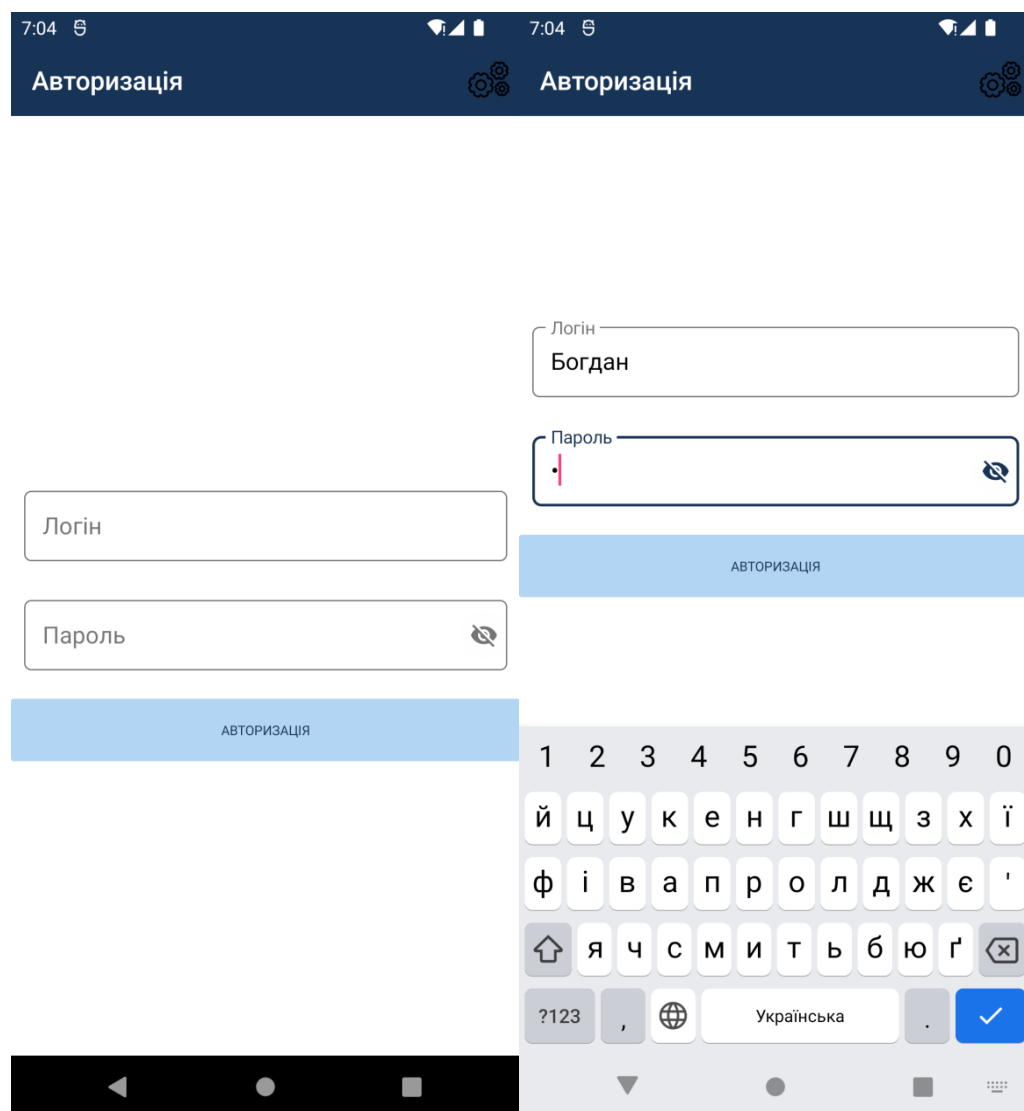 7:04
Авторизація
Логін
Пароль
АВТОРИЗАЦІЯ
7:04
Авторизація
Логін
Богдан
Пароль
•
АВТОРИЗАЦІЯ
1 2 3 4 5 6 7 8 9 0
й ц у к е н г ш щ з х ї
ф і в а п р о л д ж є '
я ч с м и т ь б ю ґ
?123 , Українська .